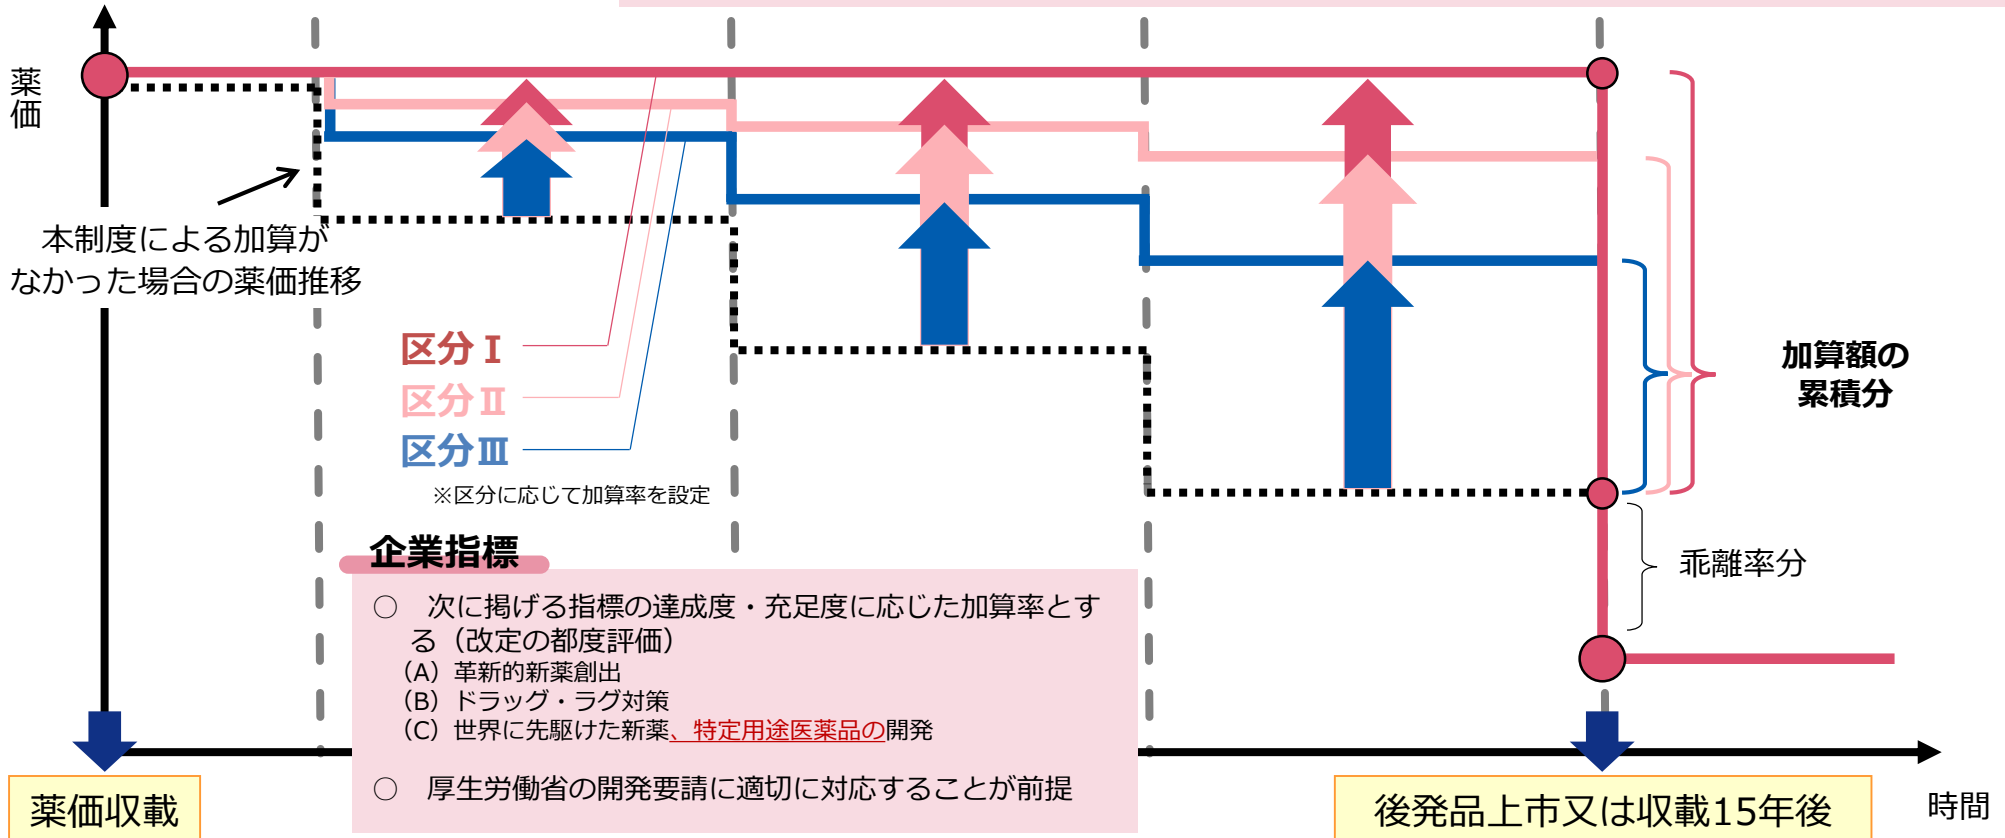 薬
価
本制度による加算が
なかった場合の薬価推移
区分Ⅰ
区分Ⅱ
区分Ⅲ
※区分に応じて加算率を設定
加算額の
累積分
乖離率分
企業指標
○ 次に掲げる指標の達成度・充足度に応じた加算率とす
る（改定の都度評価）
（A）革新的新薬創出
（B）ドラッグ・ラグ対策
（C）世界に先駆けた新薬、特定用途医薬品の開発
○ 厚生労働省の開発要請に適切に対応することが前提
薬価収載
後発品上市又は収載15年後
時間